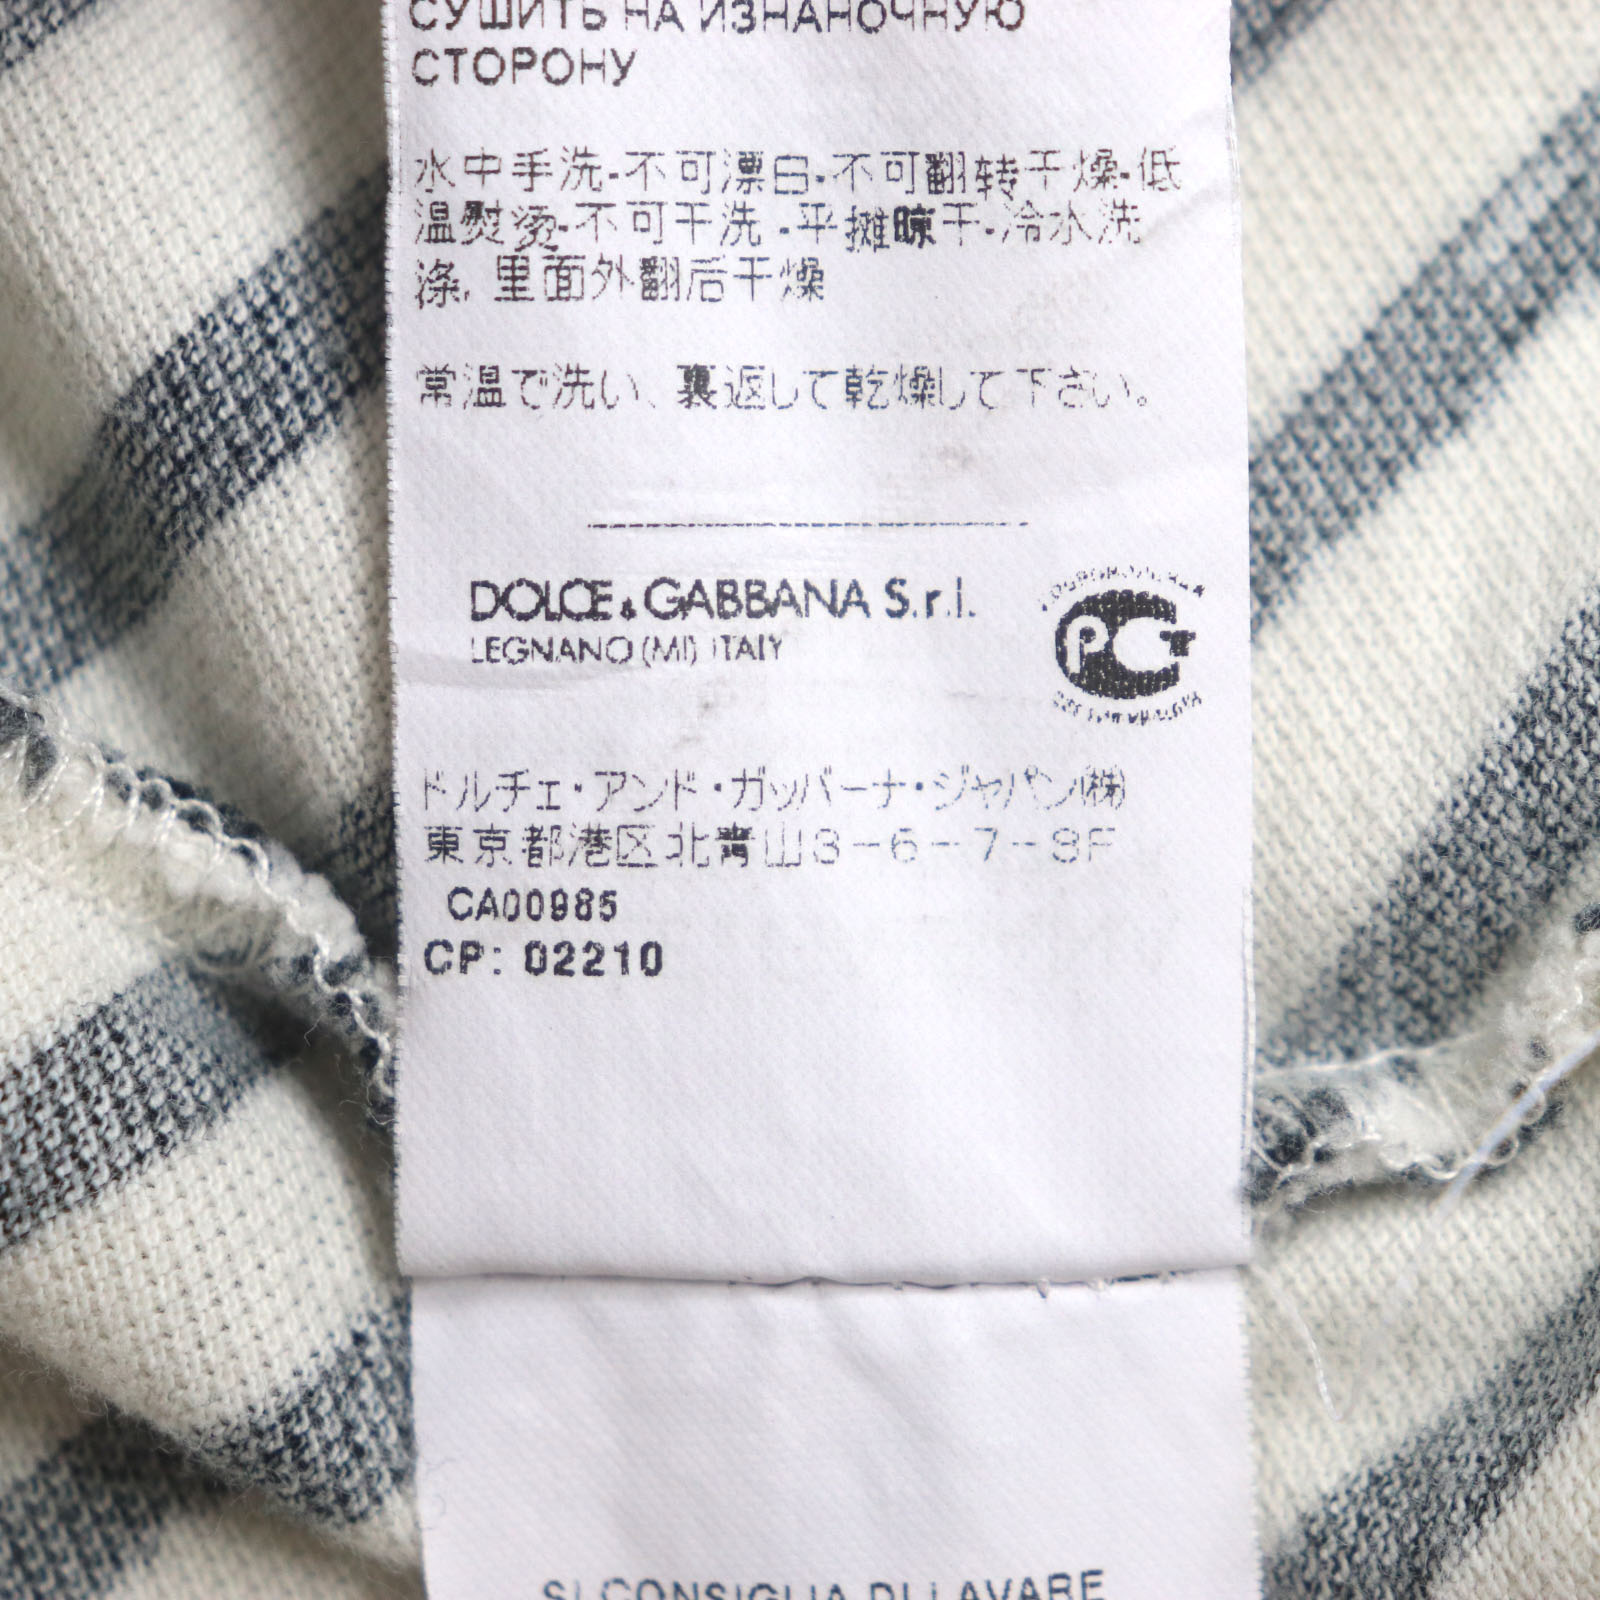 СУШИТЬ НА ИЗНАНОЧНУЮ
СТОРОНУ
水中手洗-不可漂白-不可翻转干燥-低
温熨烫-不可干洗-平摊晾干-冷水洗
涤, 里面外翻后干燥
常温で洗い、裏返して乾燥して下さい。
DOLCE & GABBANA S.r.l.
LEGNANO (MI) ITALY
ドルチェ・アンド・ガッバーナ・ジャパン(株)
東京都港区北青山3-6-7-9F
CA00985
CP: 02210
SI CONSIGLIA DI LAVARE